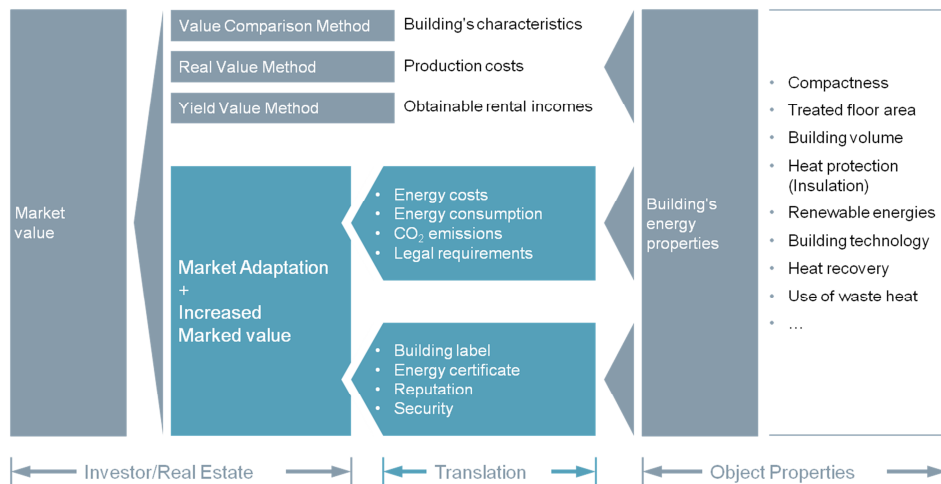 Value Comparison Method
Building's characteristics
Real Value Method
Production costs
Yield Value Method
Obtainable rental incomes
Market
value
Market Adaptation
+
Increased
Marked value
• Energy costs
• Energy consumption
• CO₂ emissions
• Legal requirements
• Building label
• Energy certificate
• Reputation
• Security
Building's
energy
properties
• Compactness
• Treated floor area
• Building volume
• Heat protection
(Insulation)
• Renewable energies
• Building technology
• Heat recovery
• Use of waste heat
• …
Investor/Real Estate
Translation
Object Properties